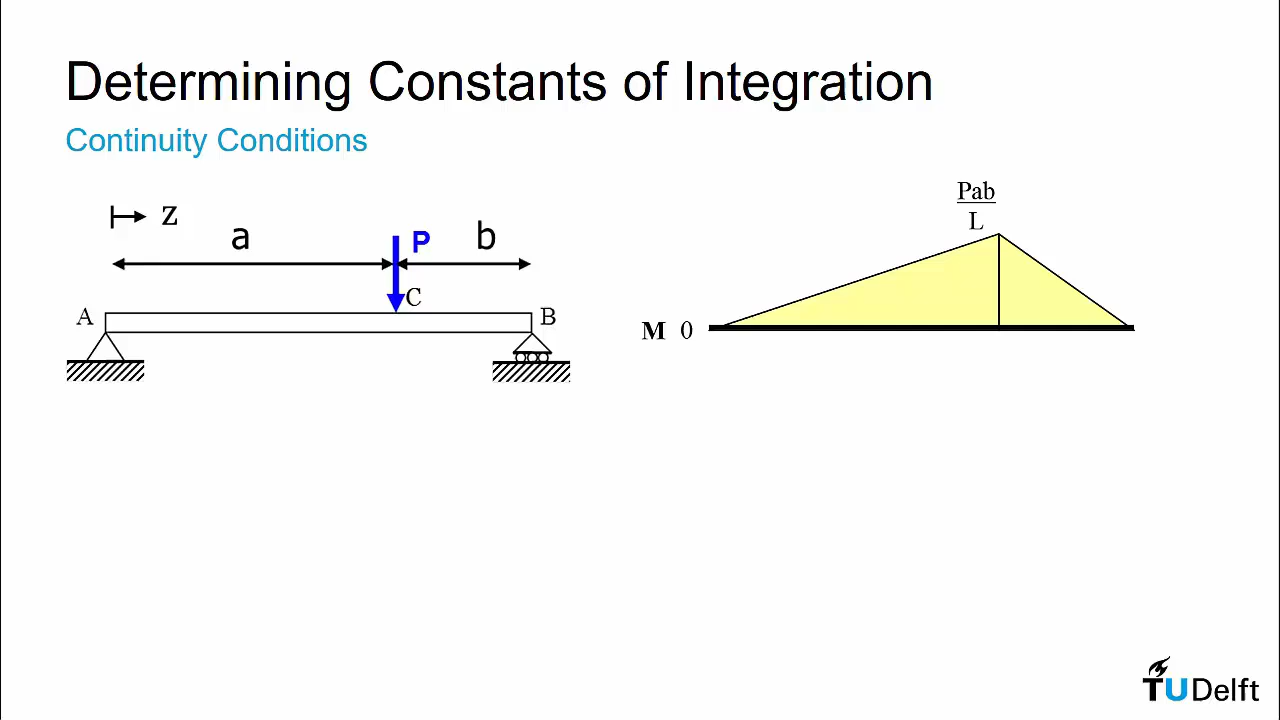 Determining Constants of Integration
Continuity Conditions
z
a
P
b
C
A
B
Pab
L
M 0
TUDelft